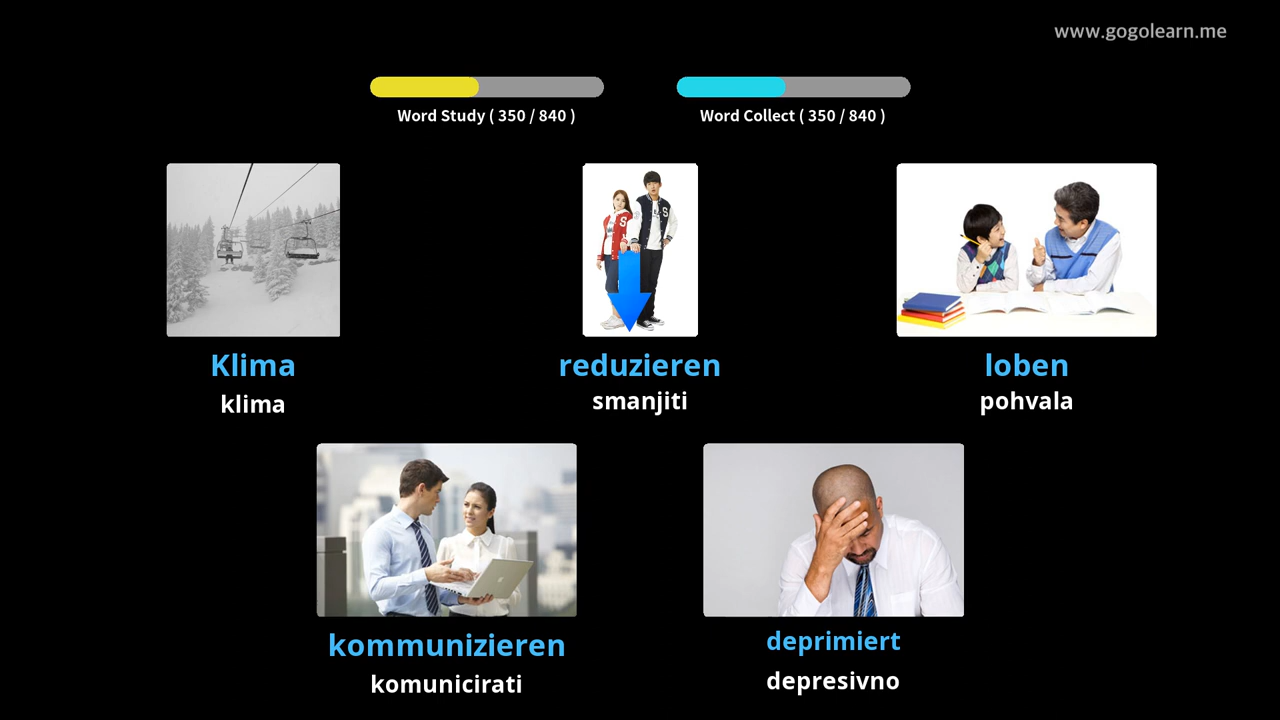 www.gogolearn.me
Word Study ( 350 / 840 )
Word Collect ( 350 / 840 )
Klima
klima
reduzieren
smanjiti
loben
pohvala
kommunizieren
komunicirati
deprimiert
depresivno